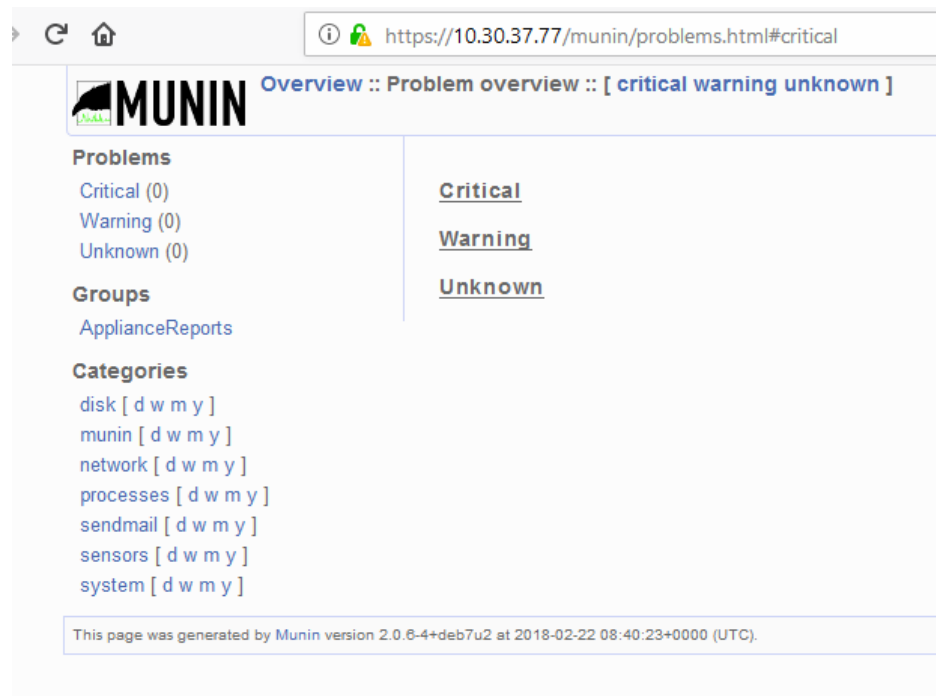 https://10.30.37.77/munin/problems.html#critical
MUNIN
Overview :: Problem overview :: [ critical warning unknown ]
Problems
Critical (0)
Warning (0)
Unknown (0)
Groups
ApplianceReports
Categories
disk [ d w m y ]
munin [ d w m y ]
network [ d w m y ]
processes [ d w m y ]
sendmail [ d w m y ]
sensors [ d w m y ]
system [ d w m y ]
Critical
Warning
Unknown
This page was generated by Munin version 2.0.6-4+deb7u2 at 2018-02-22 08:40:23+0000 (UTC).